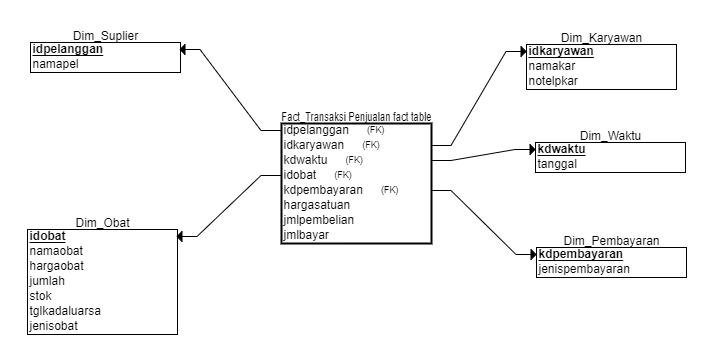 Dim_Suplier
idpelanggan
namapel
Dim_Karyawan
idkaryawan
namakar
notelpkar
Fact_Transaksi Penjualan fact table
idpelanggan (FK)
idkaryawan (FK)
kdwaktu (FK)
idobat (FK)
kdpembayaran (FK)
hargasatuan
jmlpembelian
jmlbayar
Dim_Waktu
kdwaktu
tanggal
Dim_Obat
idobat
namaobat
hargaobat
jumlah
stok
tglkadaluarsa
jenisobat
Dim_Pembayaran
kdpembayaran
jenispembayaran